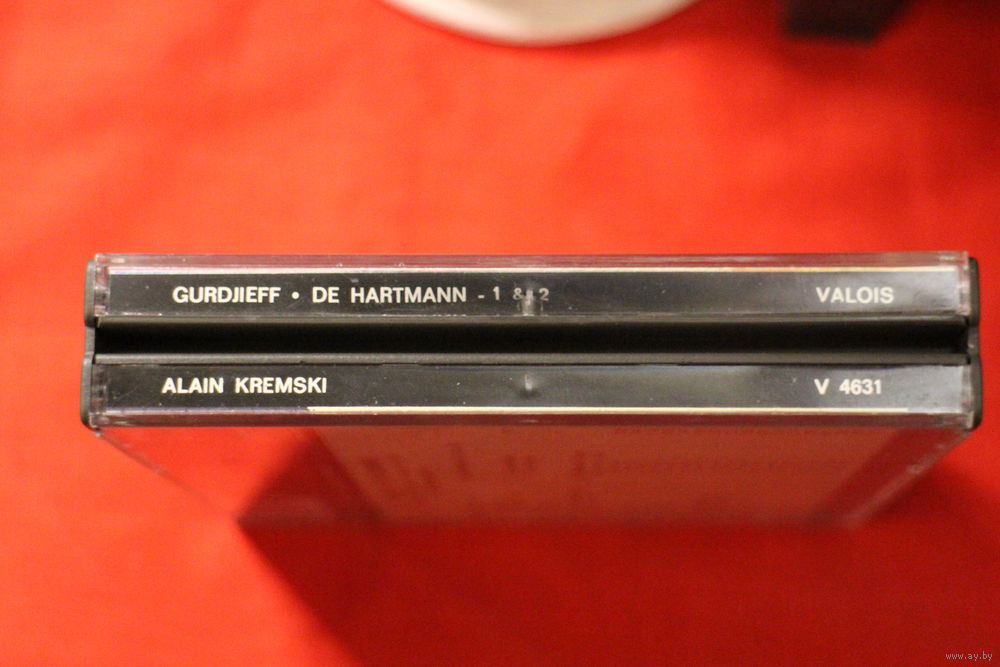 GURDJIEFF • DE HARTMANN - 1 & 2 VALOIS
ALAIN KREMSKI V 4631
www.ay.by